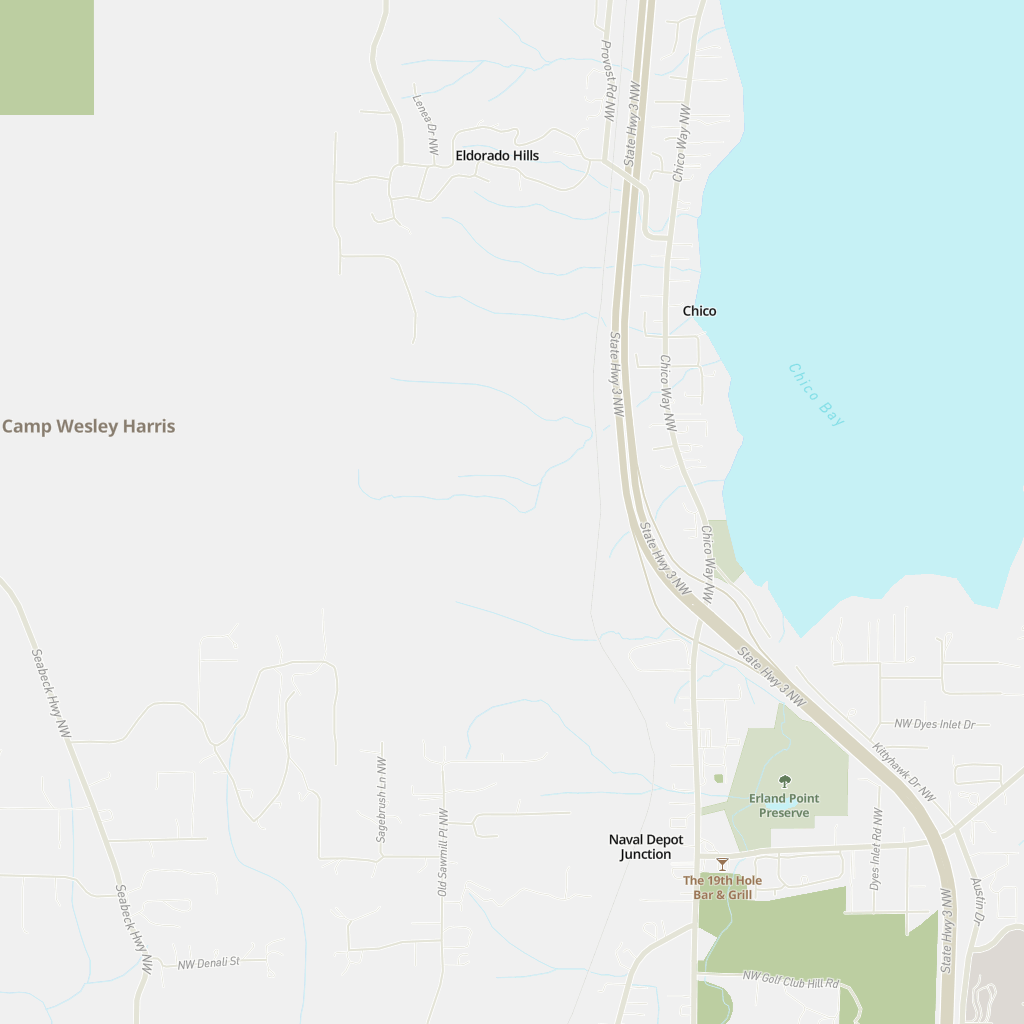 Provost Rd NW
State Hwy 3 NW
Lenea Dr NW
Chico Way NW
Eldorado Hills
Chico
State Hwy 3 NW
Chico Way NW
Chico Bay
Camp Wesley Harris
State Hwy 3 NW
Chico Way NW
Seabeck Hwy NW
State Hwy 3 NW
NW Dyes Inlet Dr
Kittyhawk Dr NW
Sagebrush Ln NW
Erland Point
Preserve
Old Sawmill Pl NW
Dyes Inlet Rd NW
Naval Depot
Junction
The 19th Hole
Bar & Grill
Austin Dr
Seabeck Hwy NW
State Hwy 3 NW
NW Denali St
NW Golf Club Hill Rd